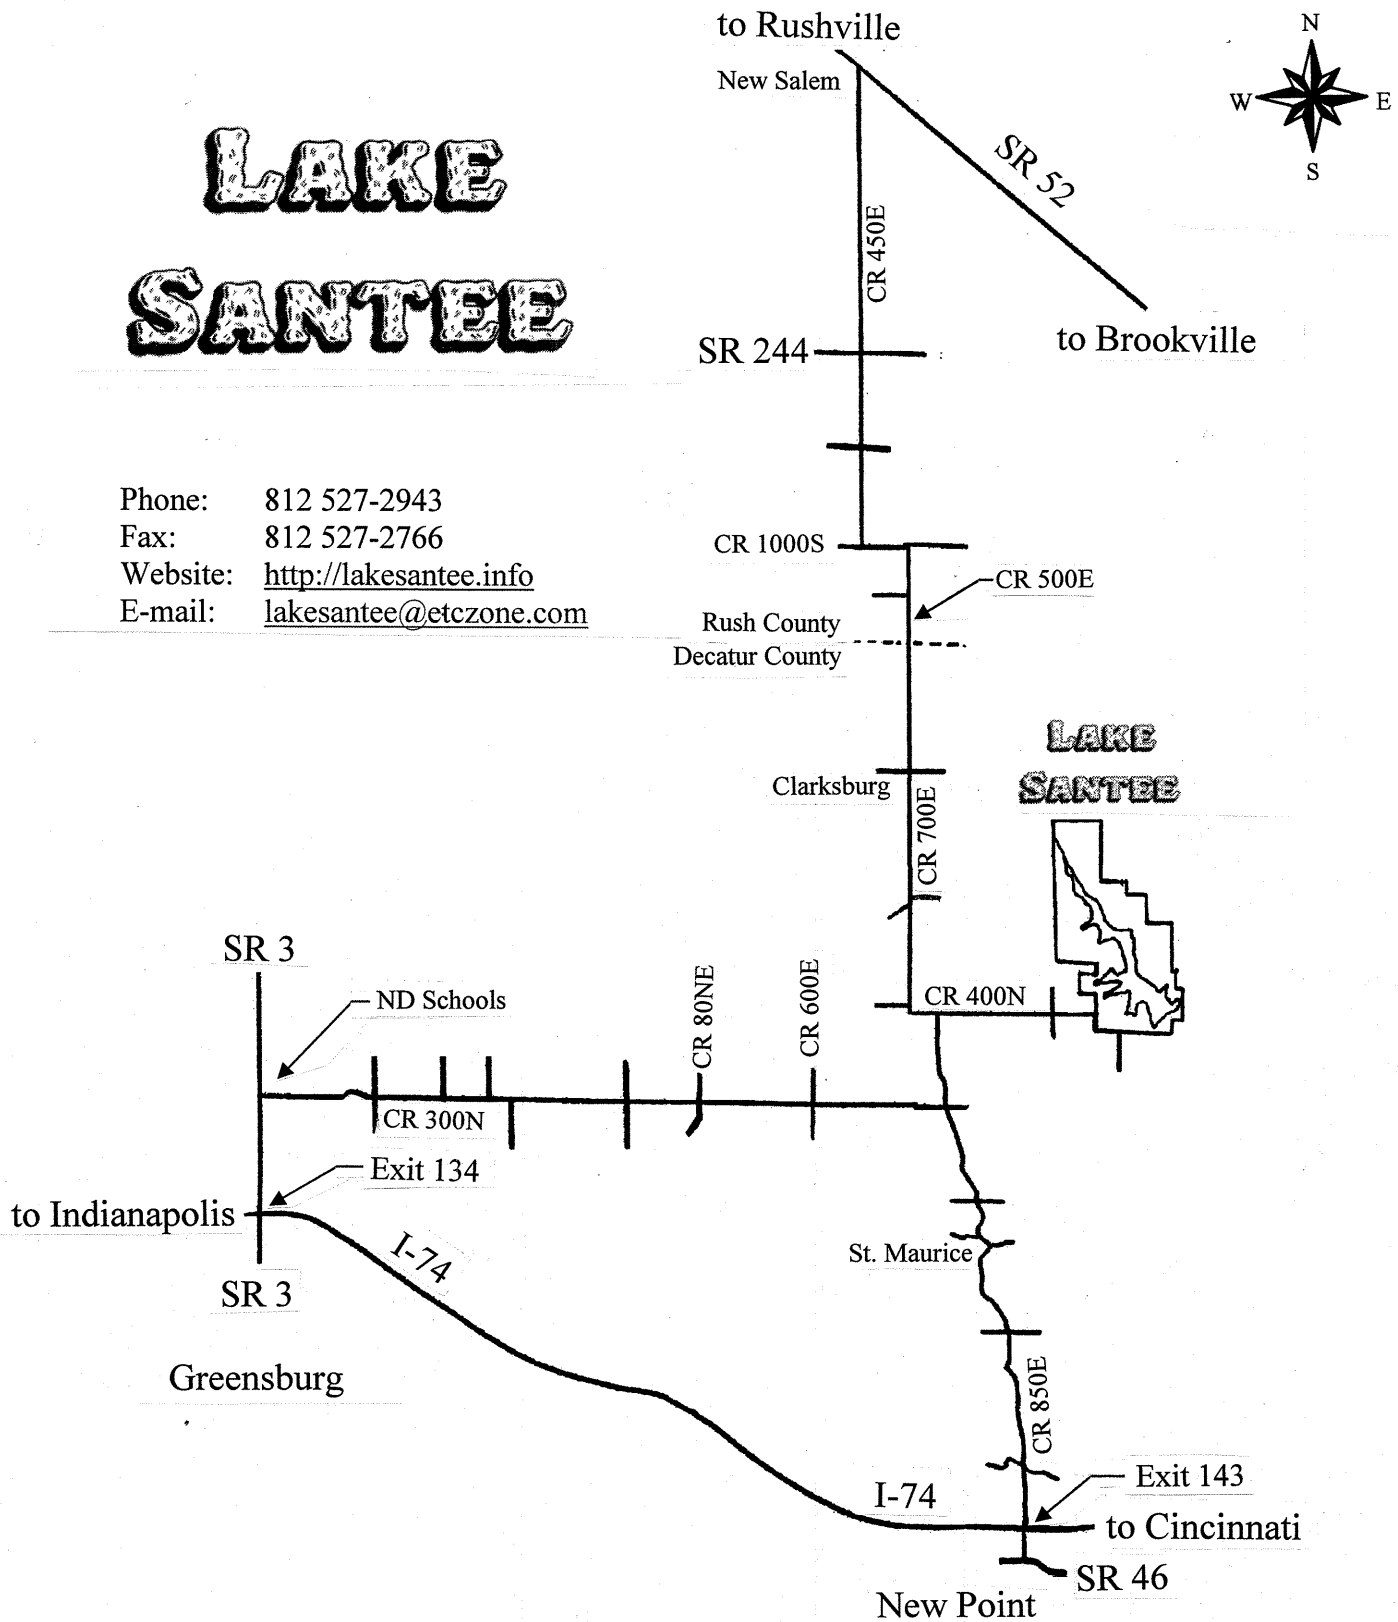 to Rushville
N
New Salem
W
E
S
SR 52
LAKE
SANTEE
CR 450E
to Brookville
SR 244
Phone: 812 527-2943
Fax: 812 527-2766
Website: http://lakesantee.info
E-mail: lakesantee@etczone.com
CR 1000S
CR 500E
Rush County
Decatur County
LAKE
SANTEE
Clarksburg
CR 700E
SR 3
ND Schools
CR 80NE
CR 600E
CR 400N
CR 300N
Exit 134
to Indianapolis
I-74
St. Maurice
SR 3
Greensburg
CR 850E
Exit 143
I-74
to Cincinnati
SR 46
New Point